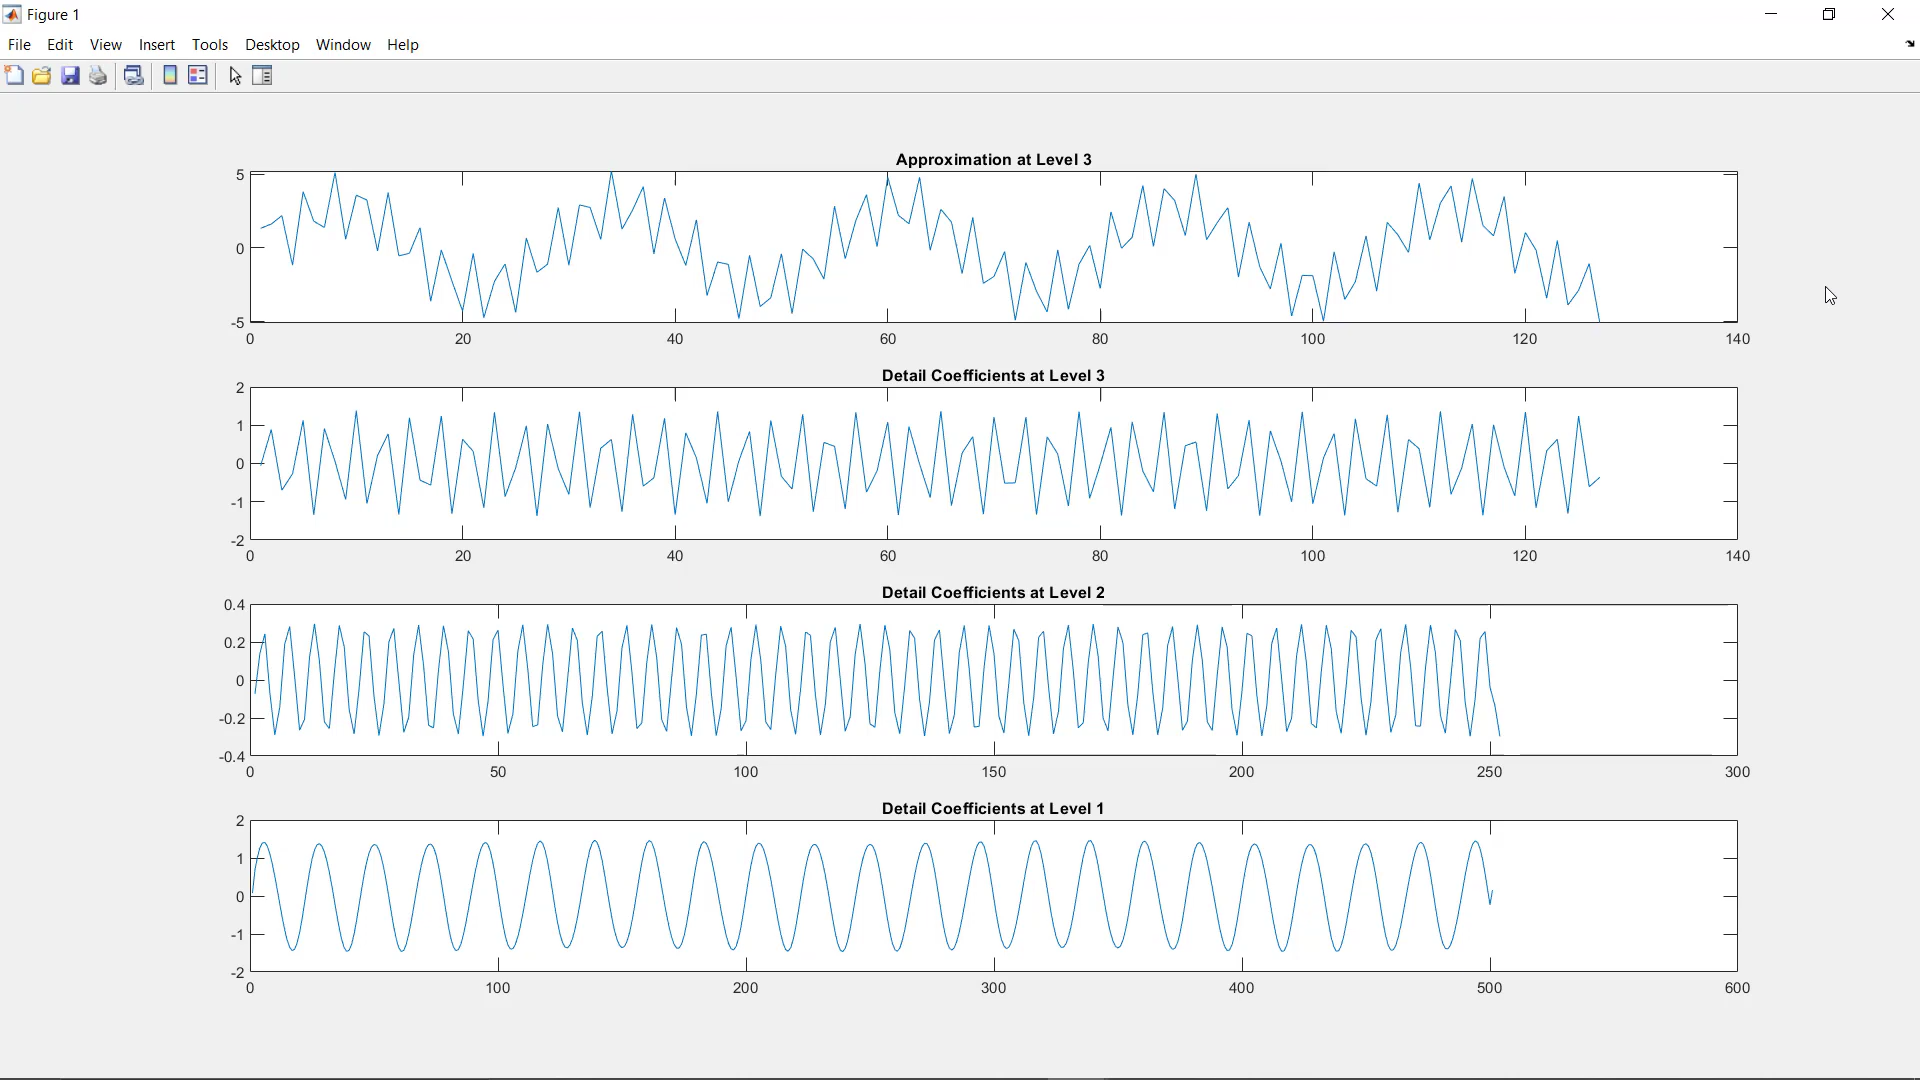 Figure 1
File Edit View Insert Tools Desktop Window Help
Approximation at Level 3
5
0
-5
0 20 40 60 80 100 120 140
Detail Coefficients at Level 3
2
1
0
-1
-2
0 20 40 60 80 100 120 140
Detail Coefficients at Level 2
0.4
0.2
0
-0.2
-0.4
0 50 100 150 200 250 300
Detail Coefficients at Level 1
2
1
0
-1
-2
0 100 200 300 400 500 600